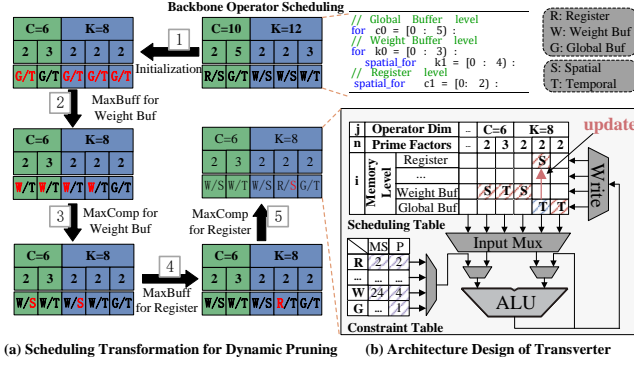 Backbone Operator Scheduling
C=6 K=8
2 3 2 2 2
G/T G/T G/T G/T G/T
1
Initialization
C=10 K=12
2 5 2 2 3
R/S G/T W/S W/S W/T
// Global Buffer level
for c0 = [0 : 5) :
// Weight Buffer level
for k0 = [0 : 3) :
spatial_for k1 = [0 : 4) :
// Register level
spatial_for c1 = [0: 2) :
R: Register
W: Weight Buf
G: Global Buf
S: Spatial
T: Temporal
2
MaxBuff for
Weight Buf
C=6 K=8
2 3 2 2 2
W/T W/T W/T W/T G/T
3
MaxComp for
Weight Buf
C=6 K=8
2 3 2 2 2
W/S W/T W/S W/T G/T
4
MaxBuff
for Register
C=6 K=8
2 3 2 2 2
W/S W/T W/S R/T G/T
MaxComp
for Register
5
C=6 K=8
2 3 2 2 2
W/S W/T W/S R/S G/T
j Operator Dim ... C=6 K=8
n Prime Factors ... 2 3 2 2 2
update
i
Memory
Level
Register S
...
Weight Buf S T S
Global Buf T T
Write
Scheduling Table
Input Mux
MS P
R 2 2
... ... ...
W 24 4
G 1
ALU
Constraint Table
(a) Scheduling Transformation for Dynamic Pruning
(b) Architecture Design of Transverter